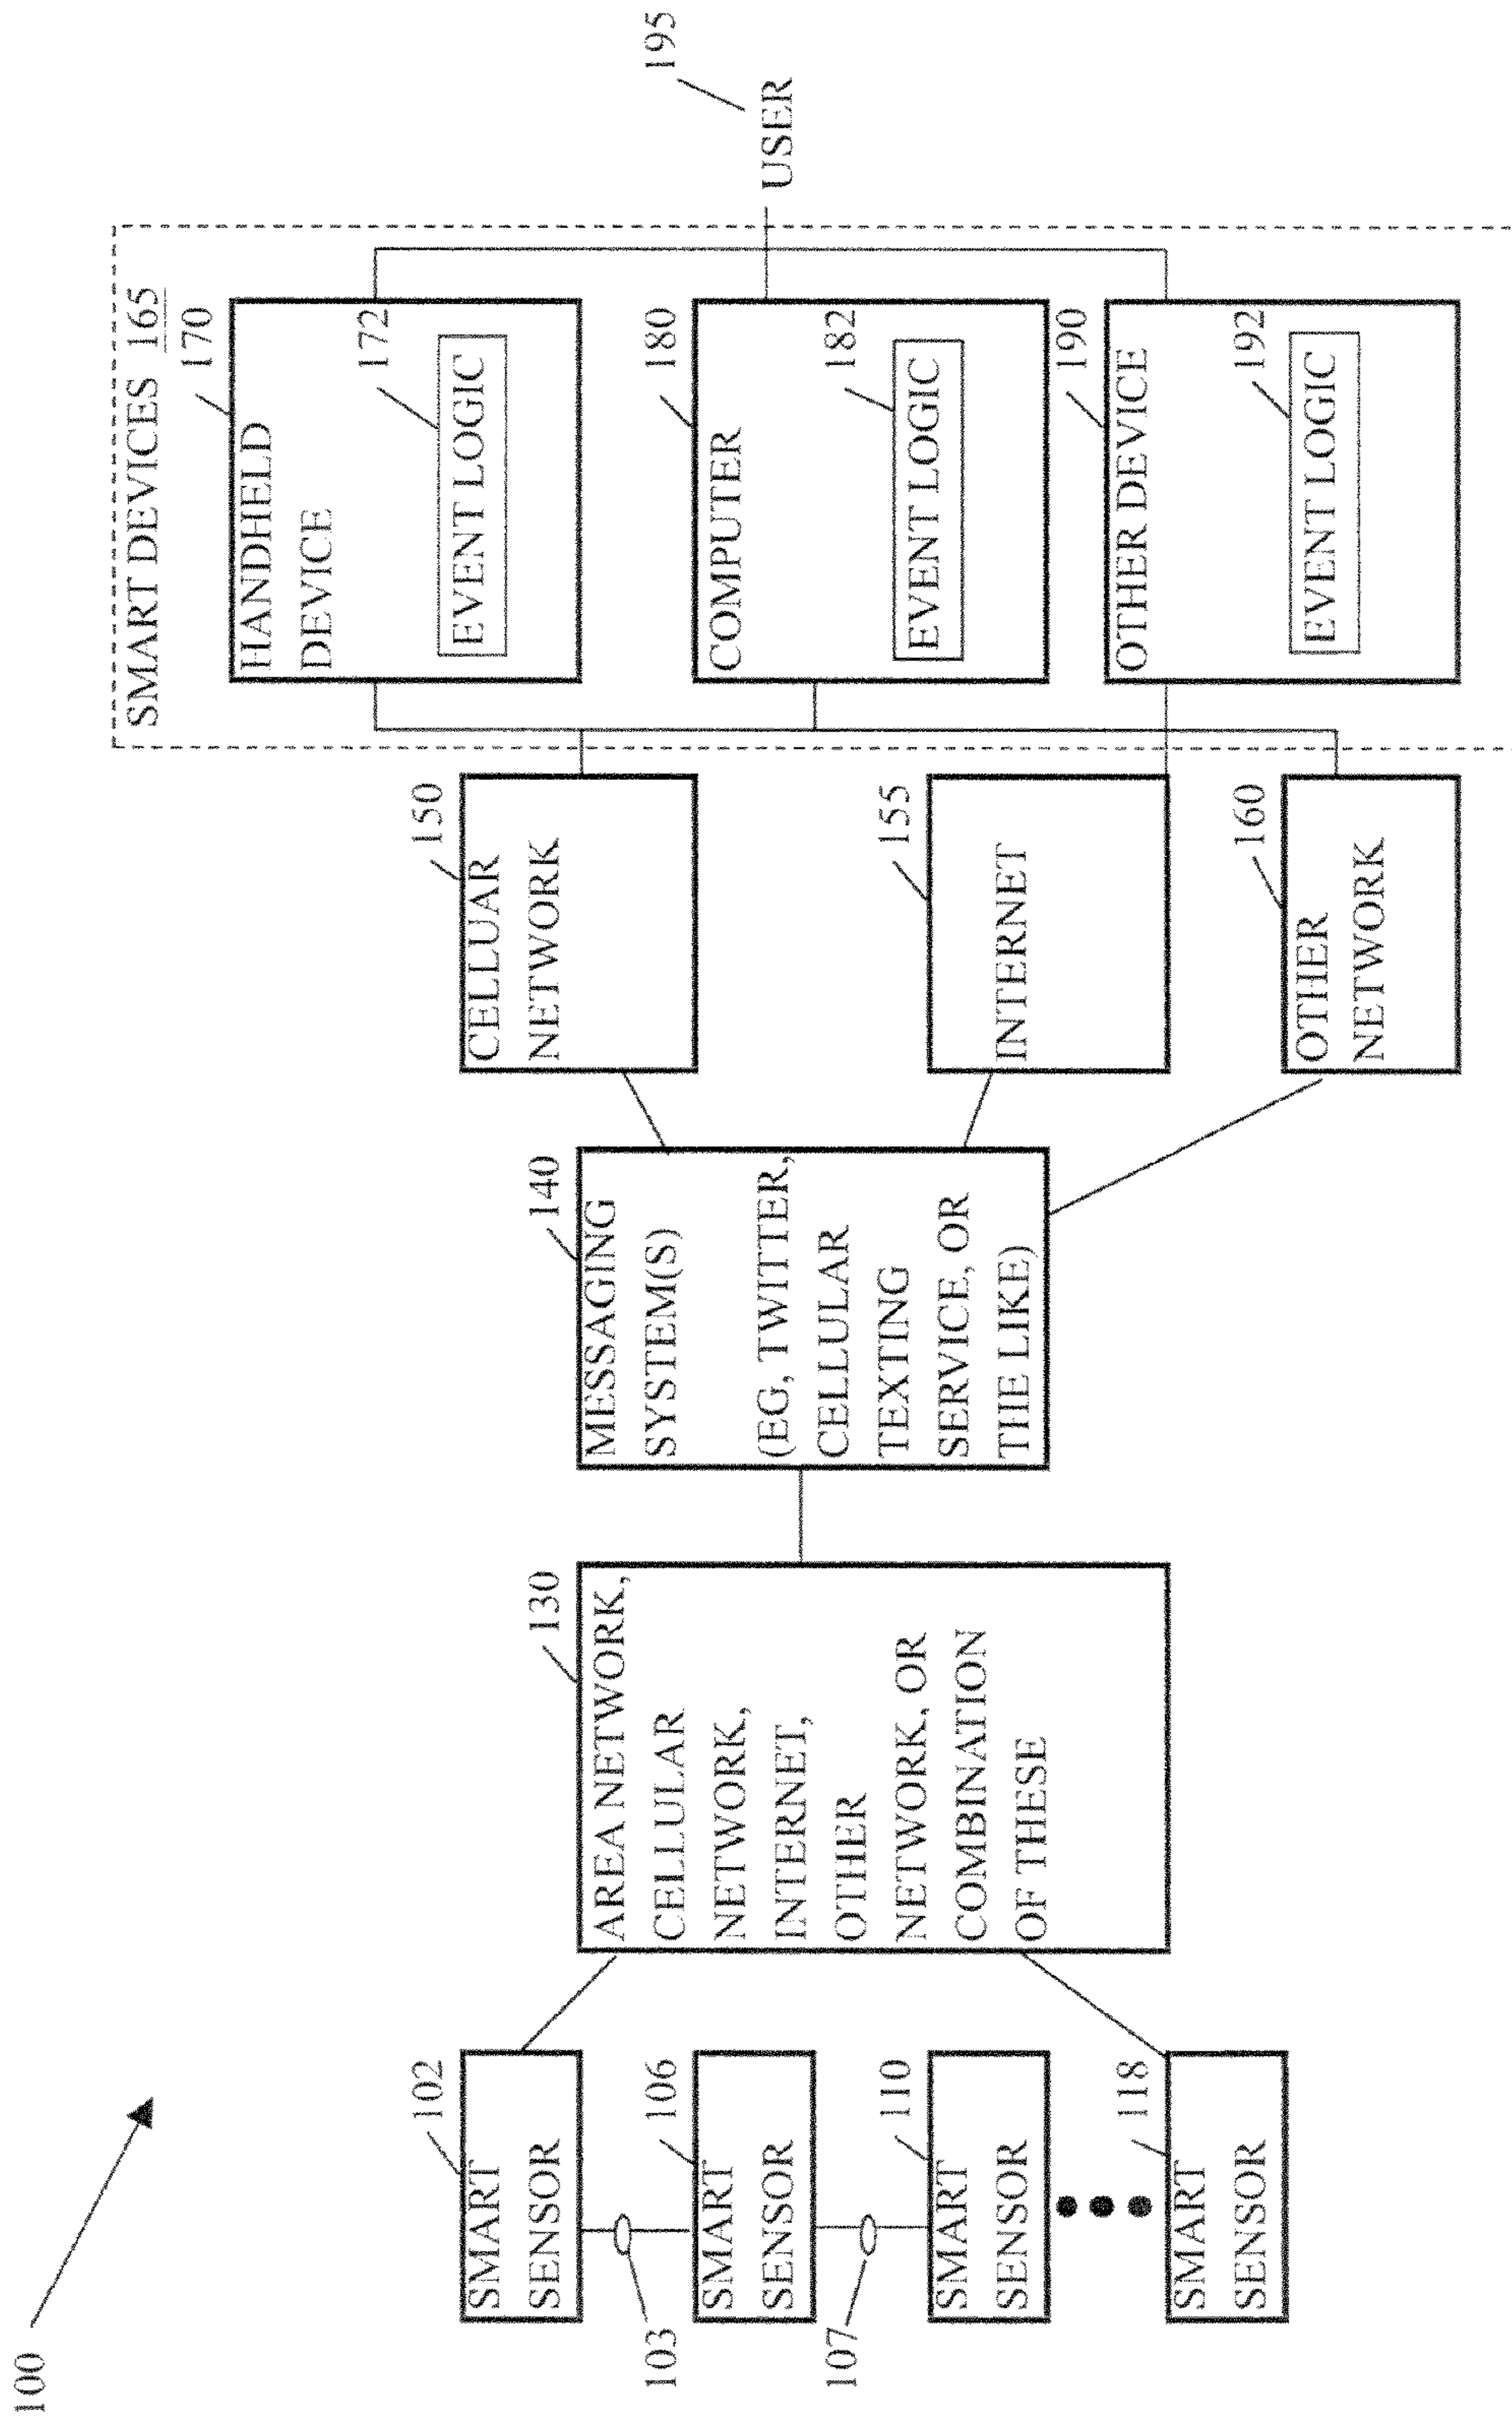 100
102
SMART
SENSOR
103
106
SMART
SENSOR
107
110
SMART
SENSOR
118
SMART
SENSOR
130
AREA NETWORK,
CELLULAR
NETWORK,
INTERNET,
OTHER
NETWORK, OR
COMBINATION
OF THESE
140
MESSAGING
SYSTEM(S)
(EG, TWITTER,
CELLULAR
TEXTING
SERVICE, OR
THE LIKE)
150
CELLUAR
NETWORK
155
INTERNET
160
OTHER
NETWORK
SMART DEVICES 165
170
HANDHELD
DEVICE
172
EVENT LOGIC
180
COMPUTER
182
EVENT LOGIC
190
OTHER DEVICE
192
EVENT LOGIC
195
USER